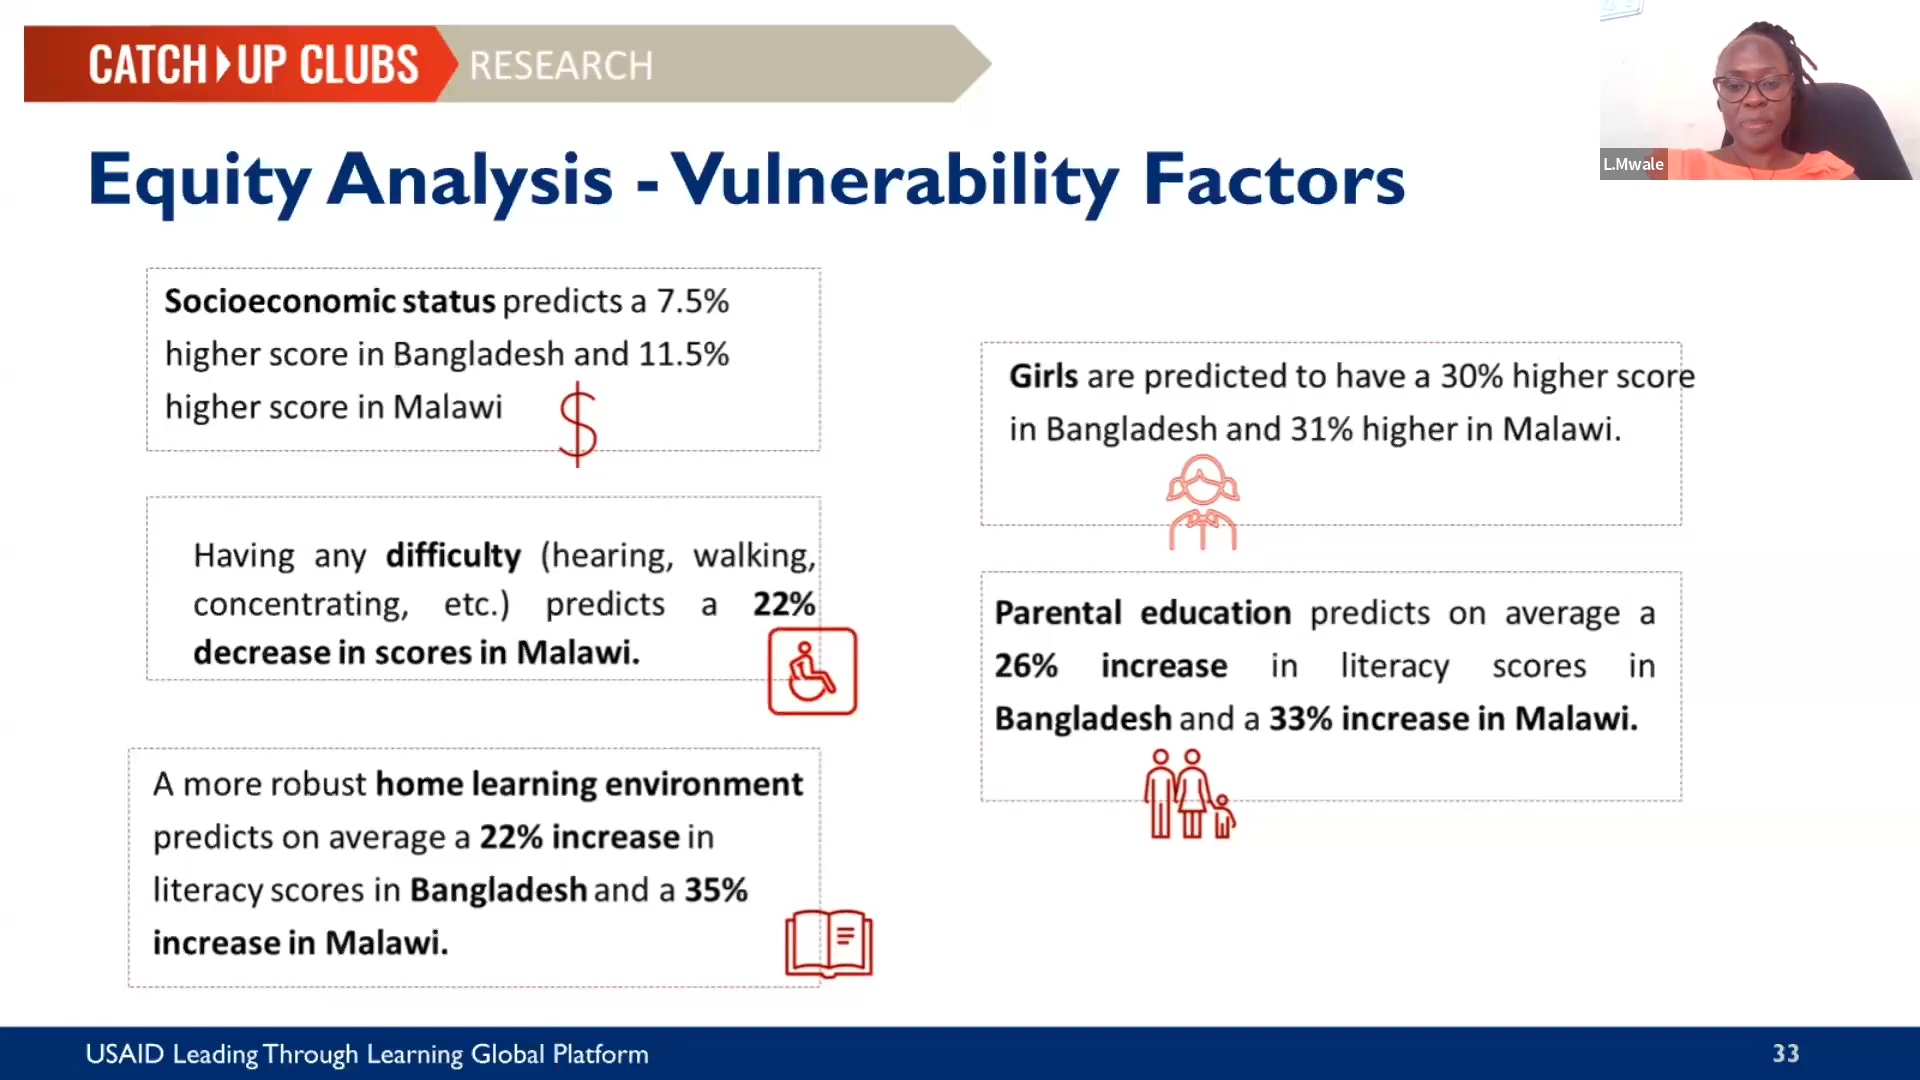 CATCH UP CLUBS RESEARCH
L.Mwale
Equity Analysis - Vulnerability Factors
Socioeconomic status predicts a 7.5%
higher score in Bangladesh and 11.5%
higher score in Malawi
$
Having any difficulty (hearing, walking,
concentrating, etc.) predicts a 22%
decrease in scores in Malawi.
A more robust home learning environment
predicts on average a 22% increase in
literacy scores in Bangladesh and a 35%
increase in Malawi.
Girls are predicted to have a 30% higher score
in Bangladesh and 31% higher in Malawi.
Parental education predicts on average a
26% increase in literacy scores in
Bangladesh and a 33% increase in Malawi.
USAID Leading Through Learning Global Platform
33